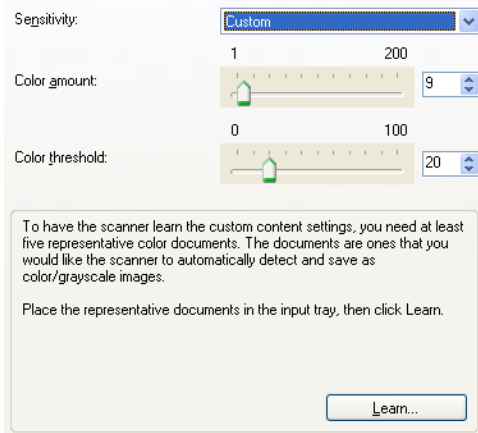 Sensitivity: Custom
1 200
Color amount: 9
0 100
Color threshold: 20
To have the scanner learn the custom content settings, you need at least
five representative color documents. The documents are ones that you
would like the scanner to automatically detect and save as
color/grayscale images.
Place the representative documents in the input tray, then click Learn.
Learn...